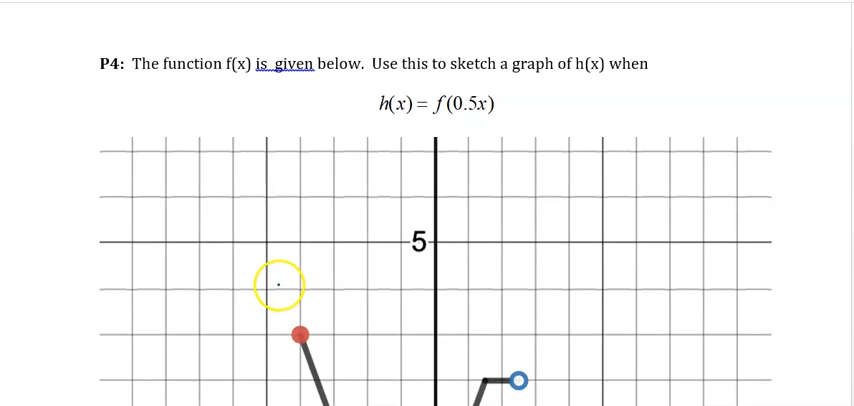 P4: The function f(x) is given below. Use this to sketch a graph of h(x) when
h(x) = f(0.5x)
5